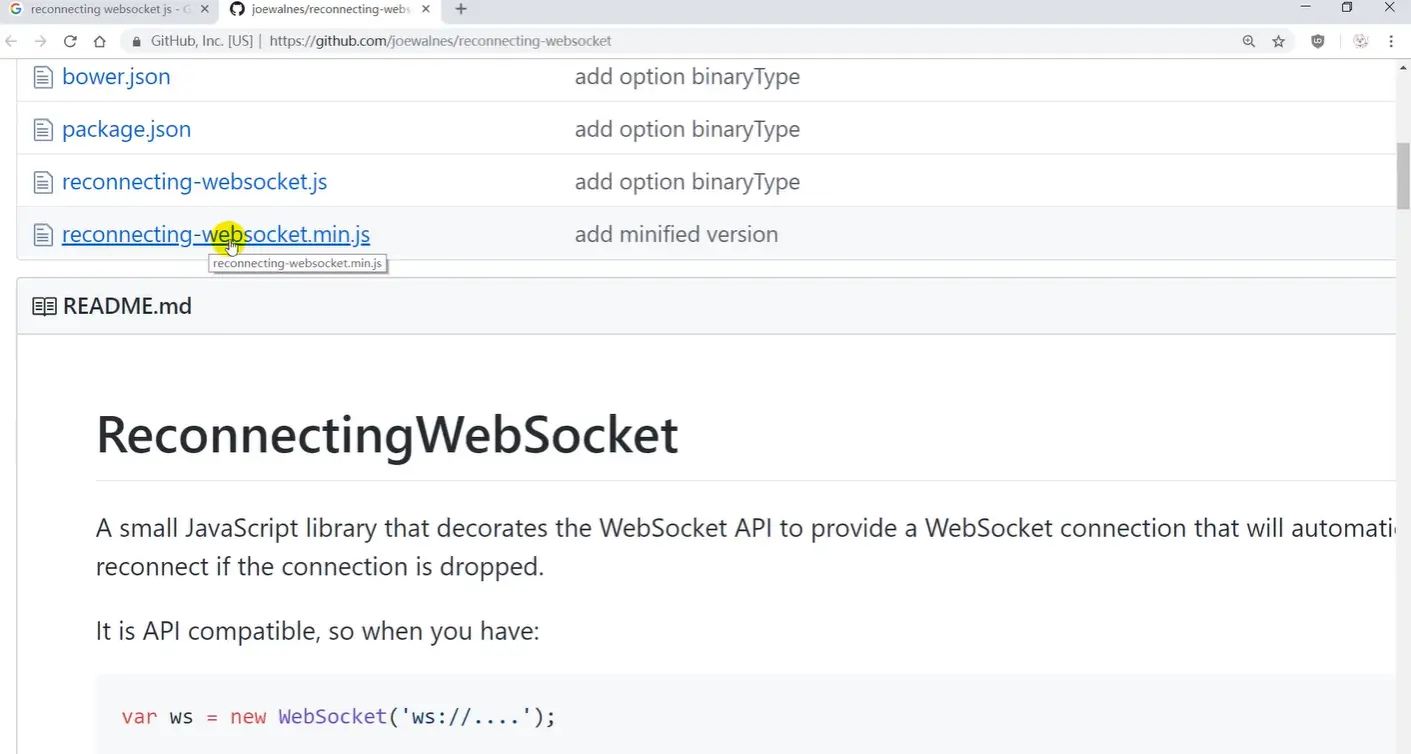 reconnecting websocket js - G
joewalnes/reconnecting-webs
GitHub, Inc. [US] | https://github.com/joewalnes/reconnecting-websocket
bower.json add option binaryType
package.json add option binaryType
reconnecting-websocket.js add option binaryType
reconnecting-websocket.min.js add minified version
reconnecting-websocket.min.js
README.md
ReconnectingWebSocket
A small JavaScript library that decorates the WebSocket API to provide a WebSocket connection that will automati
reconnect if the connection is dropped.
It is API compatible, so when you have:
var ws = new WebSocket('ws://....');